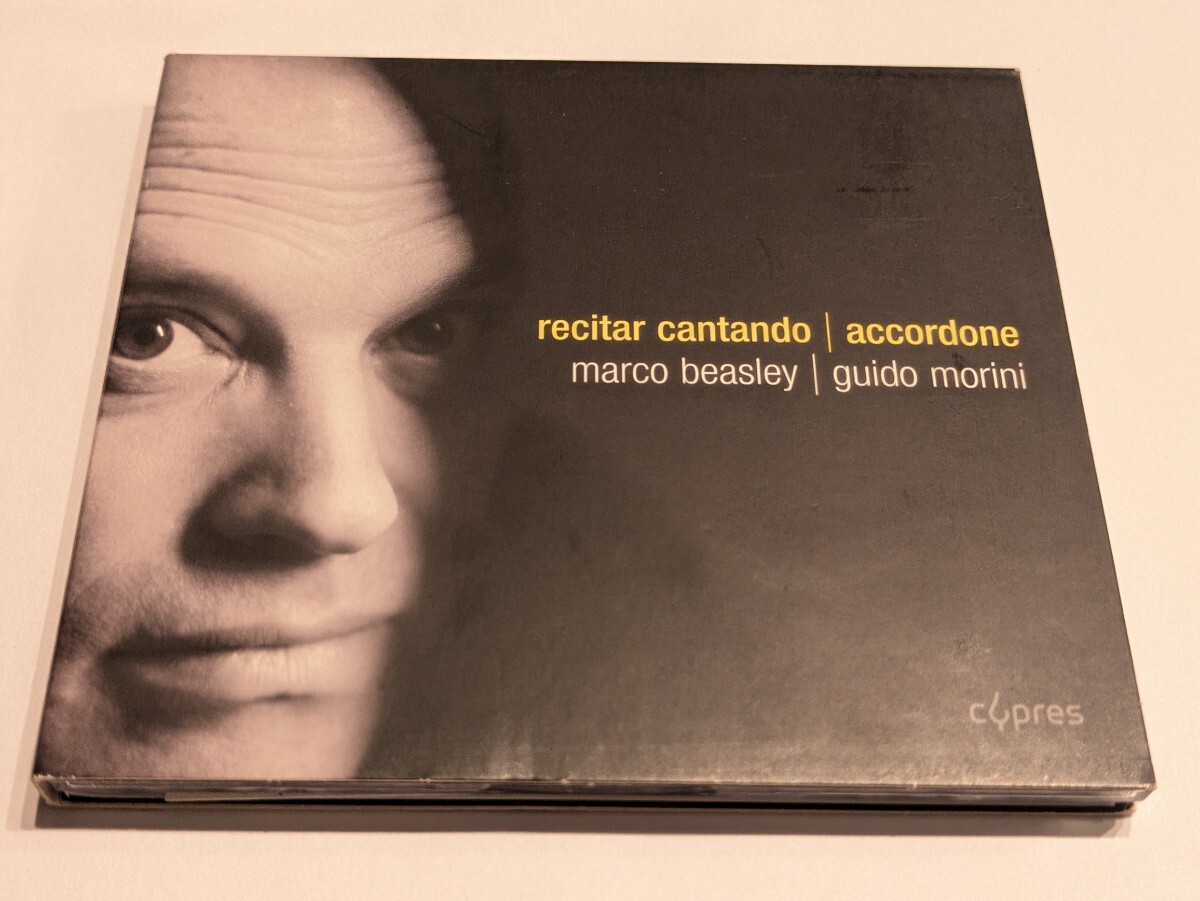 recitar cantando | accordone
marco beasley | guido morini
cypres